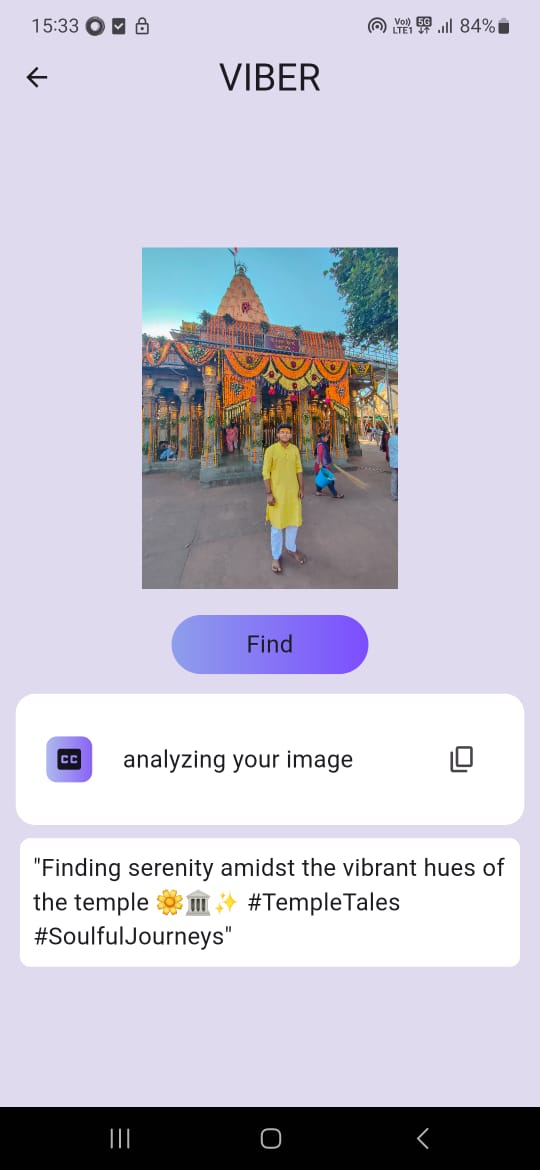 15:33
Vo)) LTE1 5G 84%
VIBER
Find
CC analyzing your image
"Finding serenity amidst the vibrant hues of
the temple 🌼🏛️✨ #TempleTales
#SoulfulJourneys"